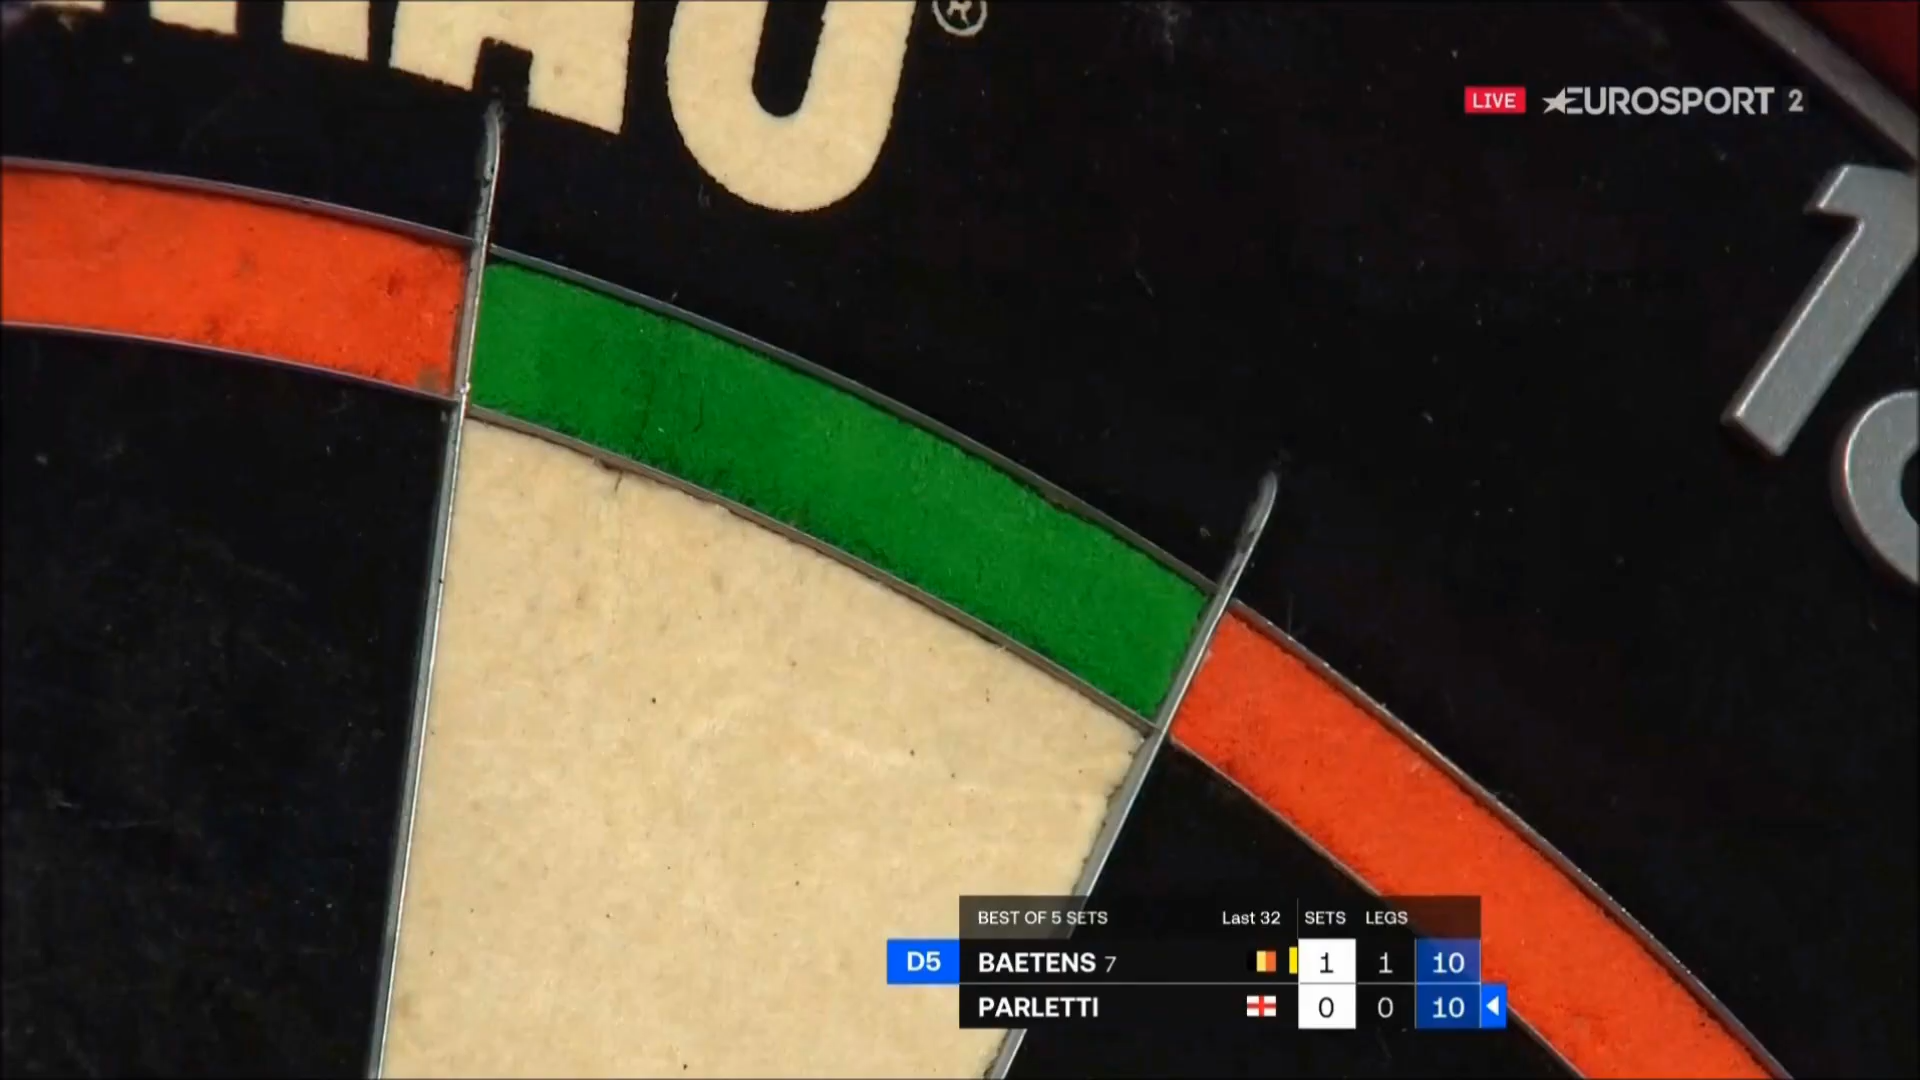 ®
LIVE EUROSPORT 2
1
BEST OF 5 SETS Last 32 SETS LEGS
D5 BAETENS 7 1 1 10
PARLETTI 0 0 10